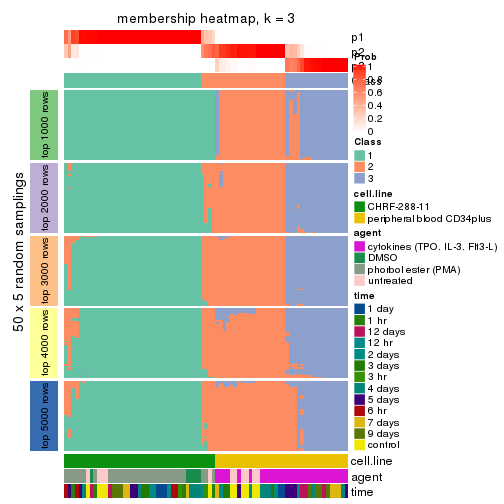 membership heatmap, k = 3
p1
p2
Prob
1
0.8
0.6
0.4
0.2
0
Class
1
2
3
cell.line
CHRF-288-11
peripheral blood CD34plus
agent
cytokines (TPO. IL-3. Flt3-L)
DMSO
phorbol ester (PMA)
untreated
time
1 day
1 hr
12 days
12 hr
2 days
3 days
3 hr
4 days
5 days
6 hr
7 days
9 days
control
50 x 5 random samplings
top 1000 rows
top 2000 rows
top 3000 rows
top 4000 rows
top 5000 rows
cell.line
agent
time